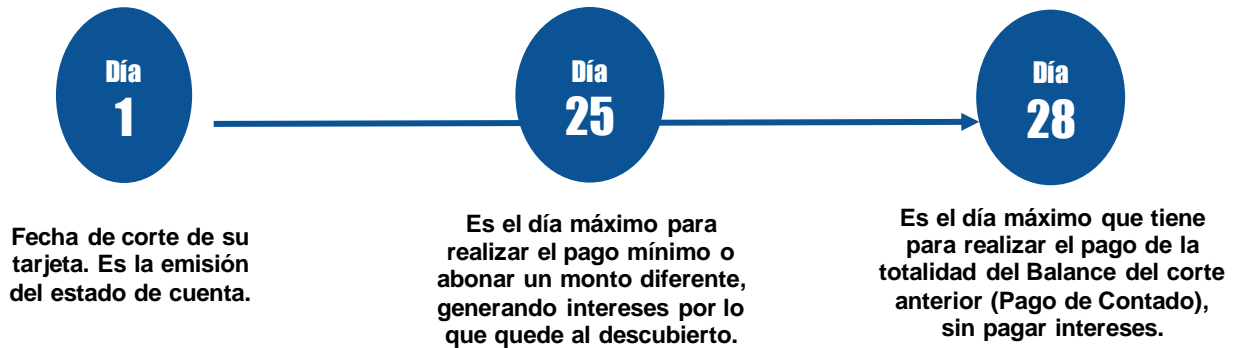 Día
1
Día
25
Día
28
Fecha de corte de su
tarjeta. Es la emisión
del estado de cuenta.
Es el día máximo para
realizar el pago mínimo o
abonar un monto diferente,
generando intereses por lo
que quede al descubierto.
Es el día máximo que tiene
para realizar el pago de la
totalidad del Balance del corte
anterior (Pago de Contado),
sin pagar intereses.